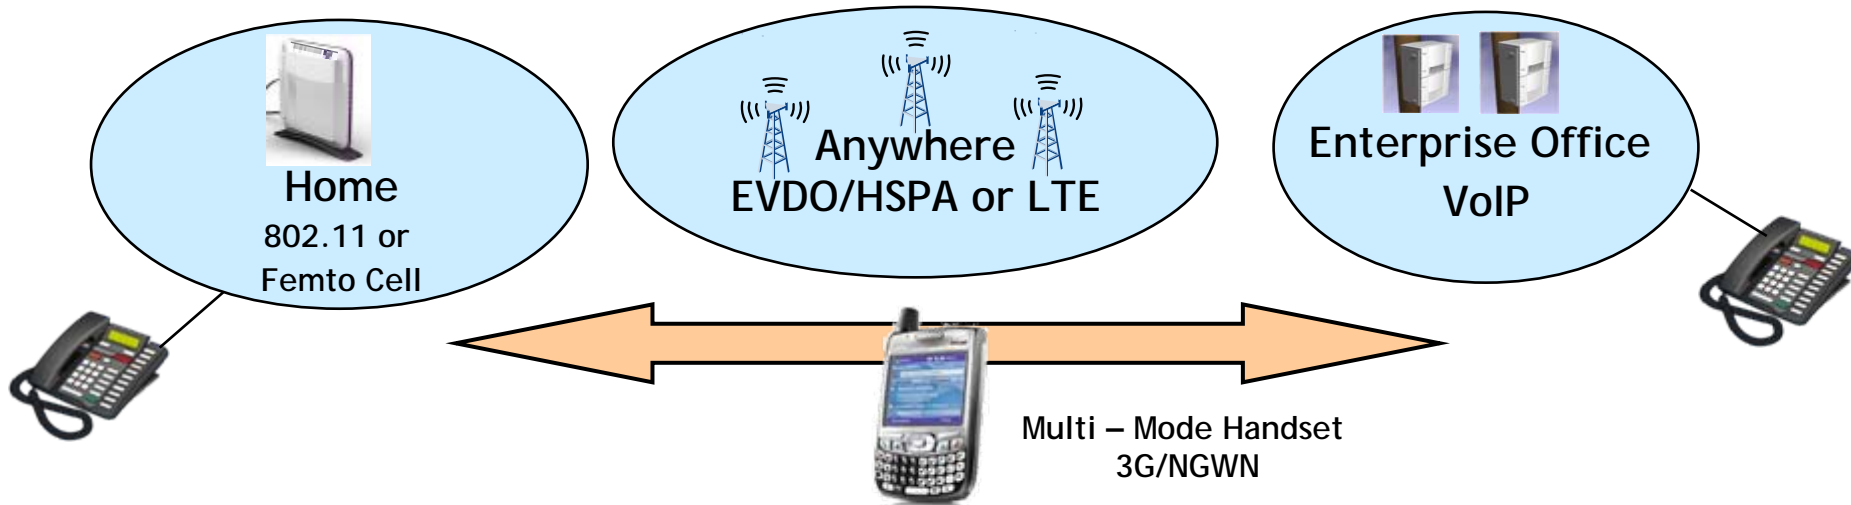 Home
802.11 or
Femto Cell
Anywhere
EVDO/HSPA or LTE
Enterprise Office
VoIP
Multi – Mode Handset
3G/NGWN